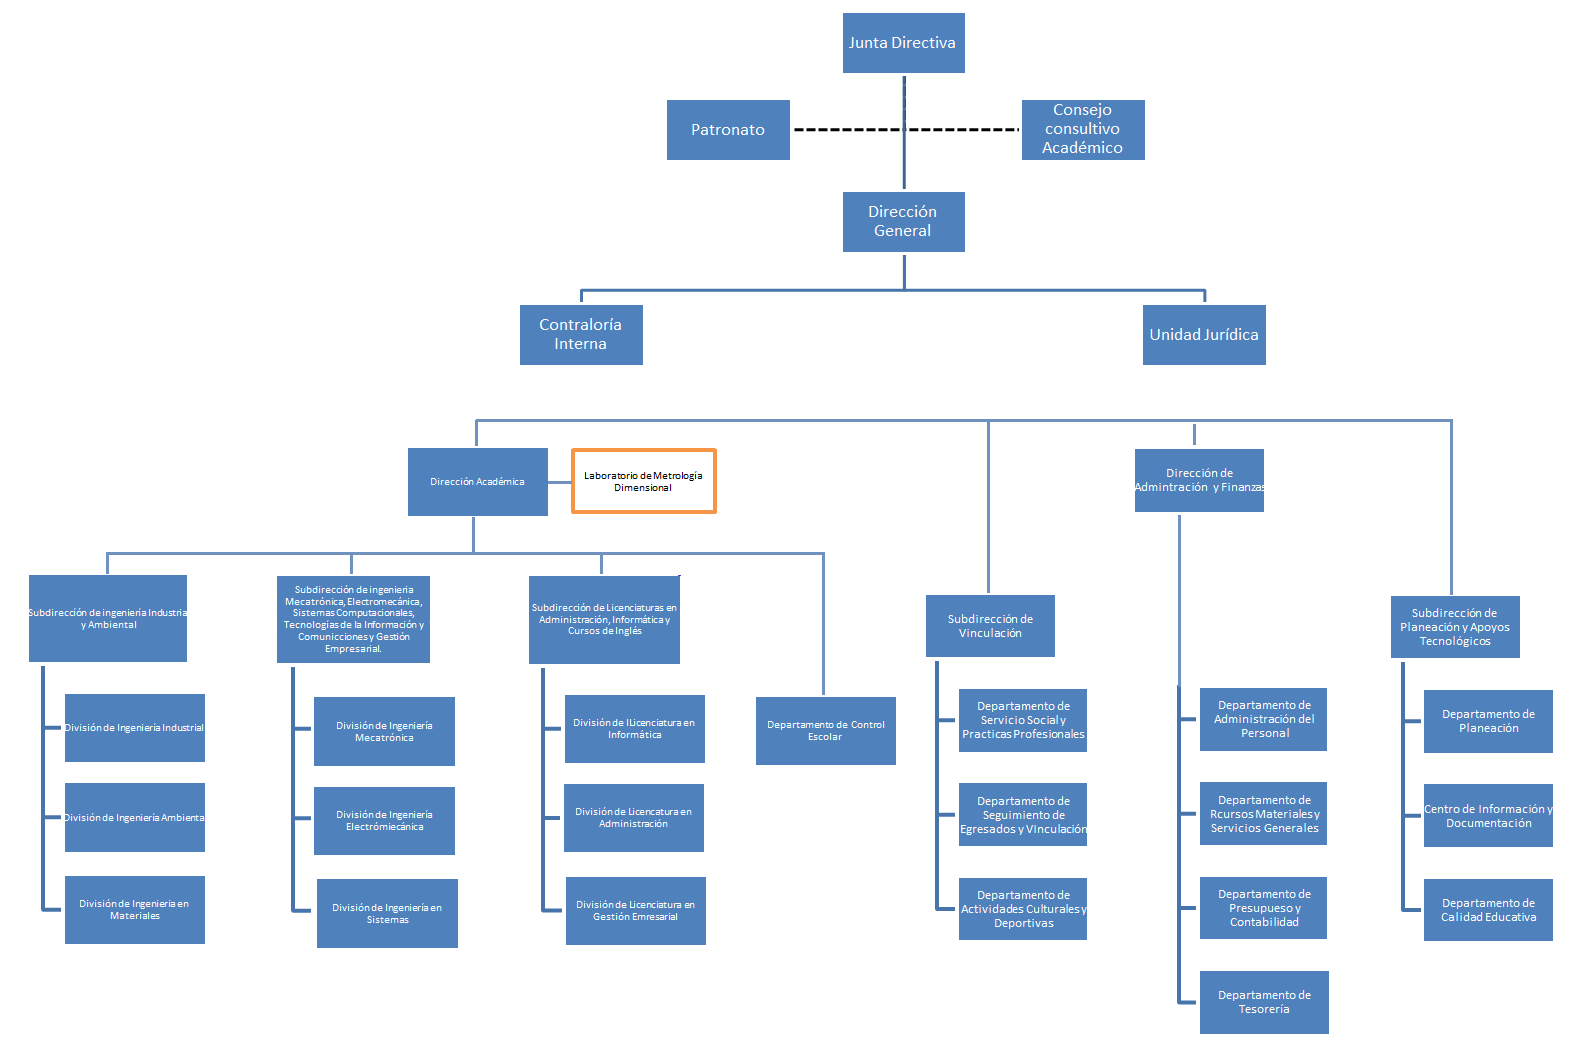 Junta Directiva
Patronato
Consejo
consultivo
Académico
Dirección
General
Contraloría
Interna
Unidad Jurídica
Dirección Académica
Laboratorio de Metrología
Dimensional
Dirección de
Admintración y Finanzas
Subdirección de ingeniería Industria
y Ambiental
Subdirección de ingenieria
Mecatrónica, Electromecánica,
Sistemas Computacionales,
Tecnologías de la Información y
Comunicciones y Gestión
Empresarial.
Subdirección de Licenciaturas en
Administración, Informática y
Cursos de Inglés
Subdirección de
Vinculación
Subdirección de
Planeación y Apoyos
Tecnológicos
División de Ingeniería Industrial
División de Ingeniería Ambienta
División de Ingenieria en
Materiales
División de Ingeniería
Mecatrónica
División de Ingeniería
Electrómiecánica
División de Ingeniería en
Sistemas
División de ILicenciatura en
Informática
División de Licencatura en
Administración
División de Licenciatura en
Gestión Emresarial
Departamento de Control
Escolar
Departamento de
Servicio Social y
Practicas Profesionales
Departamento de
Seguimiento de
Egresados y VInculación
Departamento de
Actividades Culturales y
Deportivas
Departamento de
Administración del
Personal
Departamento de
Rcursos Materiales y
Servicios Generales
Departamento de
Presupueso y
Contabilidad
Departamento de
Tesorería
Departamento de
Planeación
Centro de Información y
Documentación
Departamento de
Calidad Educativa